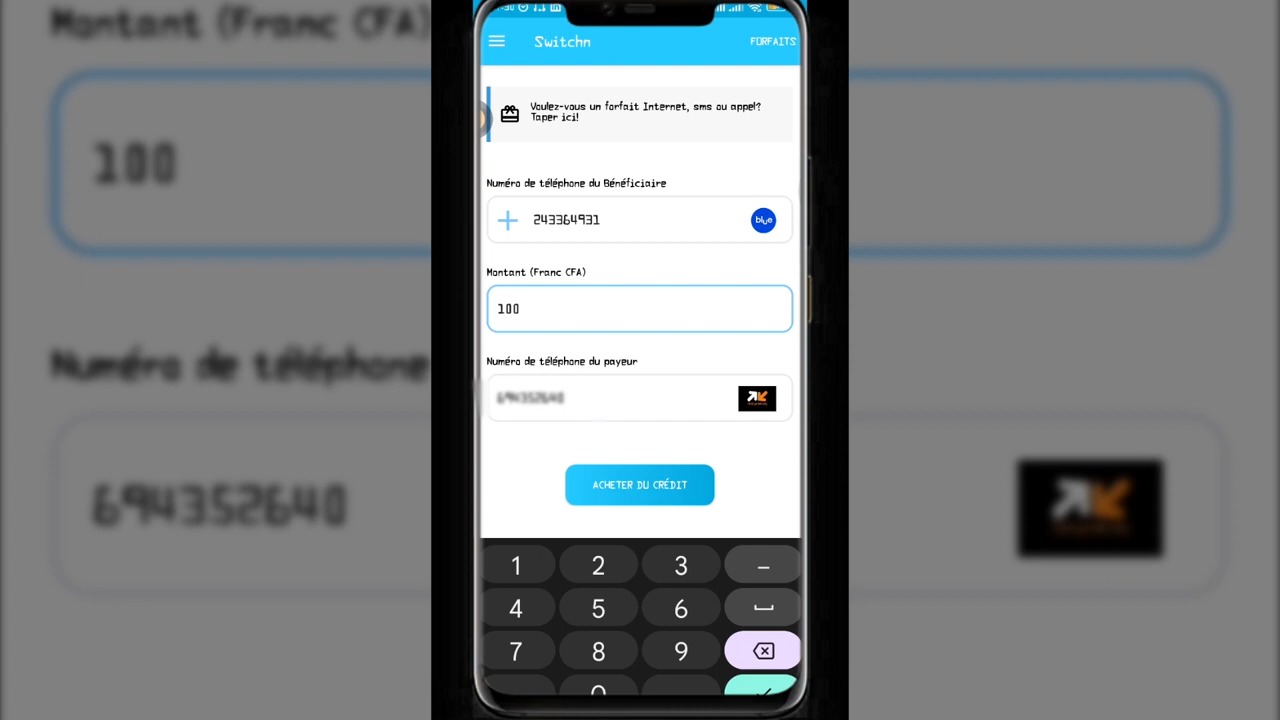 Switchn
FORFAITS
Voulez-vous un forfait Internet, sms ou appel?
Taper ici!
Numéro de téléphone du Bénéficiaire
243364931
blue
Montant (Franc CFA)
100
Numéro de téléphone du payeur
694352640
ACHETER DU CRÉDIT
1 2 3 –
4 5 6
7 8 9
0
Montant (Franc CFA)
100
Numéro de téléphone
694352640